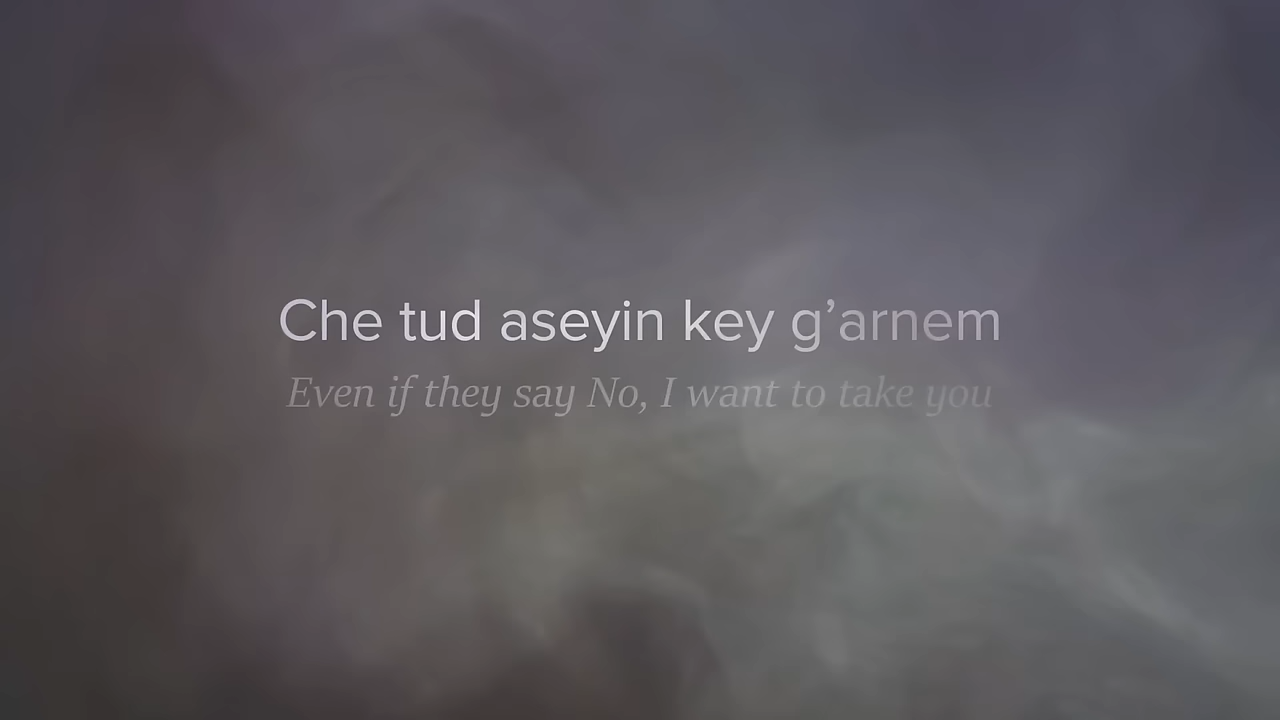 Che tud aseyin key g’arnem
Even if they say No, I want to take you